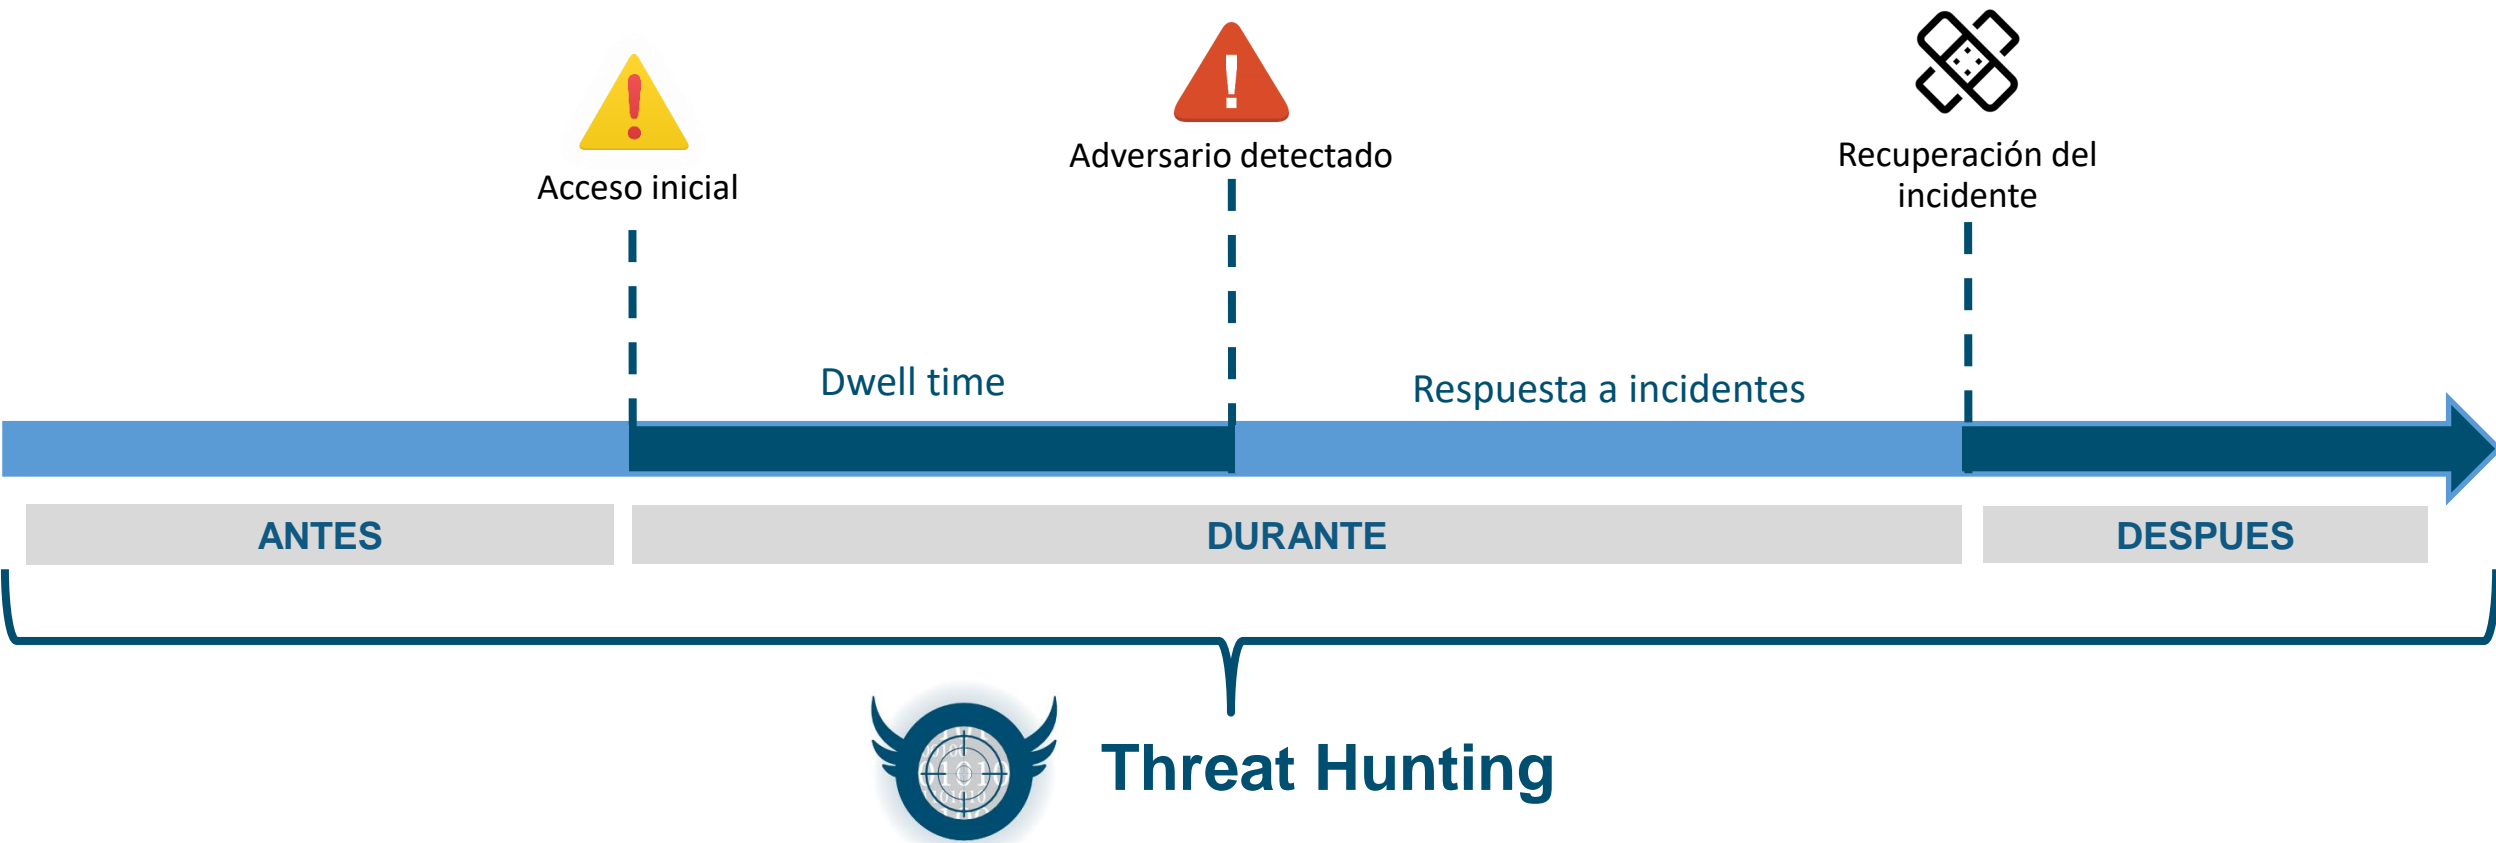 Acceso inicial
Adversario detectado
Recuperación del
incidente
Dwell time
Respuesta a incidentes
ANTES
DURANTE
DESPUES
Threat Hunting